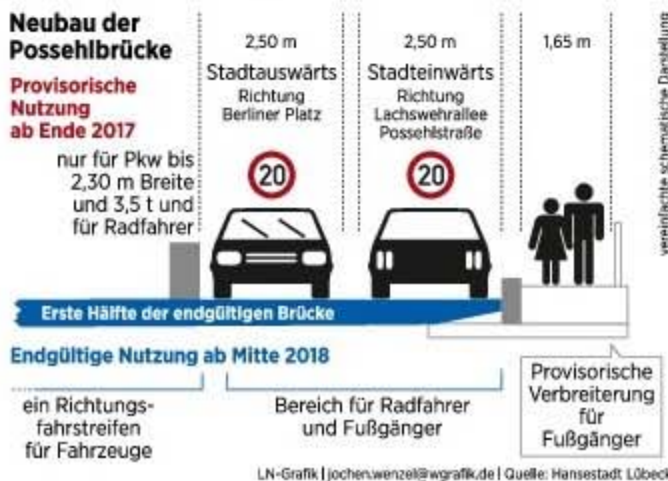 Neubau der
Possehlbrücke
Provisorische
Nutzung
ab Ende 2017
nur für Pkw bis
2,30 m Breite
und 3,5 t und
für Radfahrer
2,50 m
Stadtauswärts
Richtung
Berliner Platz
20
2,50 m
Stadteinwärts
Richtung
Lachswehrallee
Possehlstraße
20
1,65 m
vereinfachte schematische Darstellung
Erste Hälfte der endgültigen Brücke
Endgültige Nutzung ab Mitte 2018
ein Richtungs-
fahrstreifen
für Fahrzeuge
Bereich für Radfahrer
und Fußgänger
Provisorische
Verbreiterung
für
Fußgänger
LN-Grafik | jochen.wenzel@wgrafik.de | Quelle: Hansestadt Lübeck